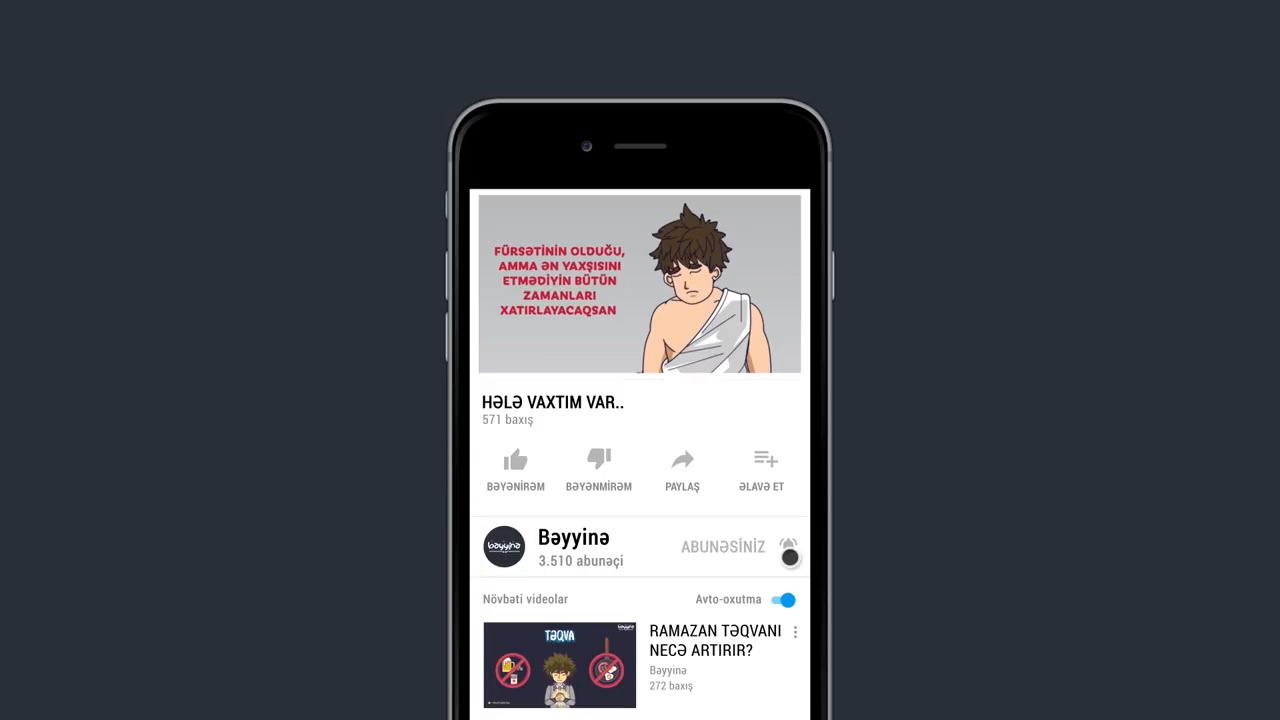 FÜRSƏTİNİN OLDUĞU,
AMMA ƏN YAXŞISINI
ETMƏDİYİN BÜTÜN
ZAMANLARI
XATIRLAYACAQSAN
HƏLƏ VAXTIM VAR..
571 baxış
BƏYƏNİRƏM
BƏYƏNMİRƏM
PAYLAŞ
ƏLAVƏ ET
bəyyinə
Bəyyinə
3.510 abunəçi
ABUNƏSİNİZ
Növbəti videolar
Avto-oxutma
TƏQVA
bəyyinə
RAMAZAN TƏQVANI
NECƏ ARTIRIR?
Bəyyinə
272 baxış